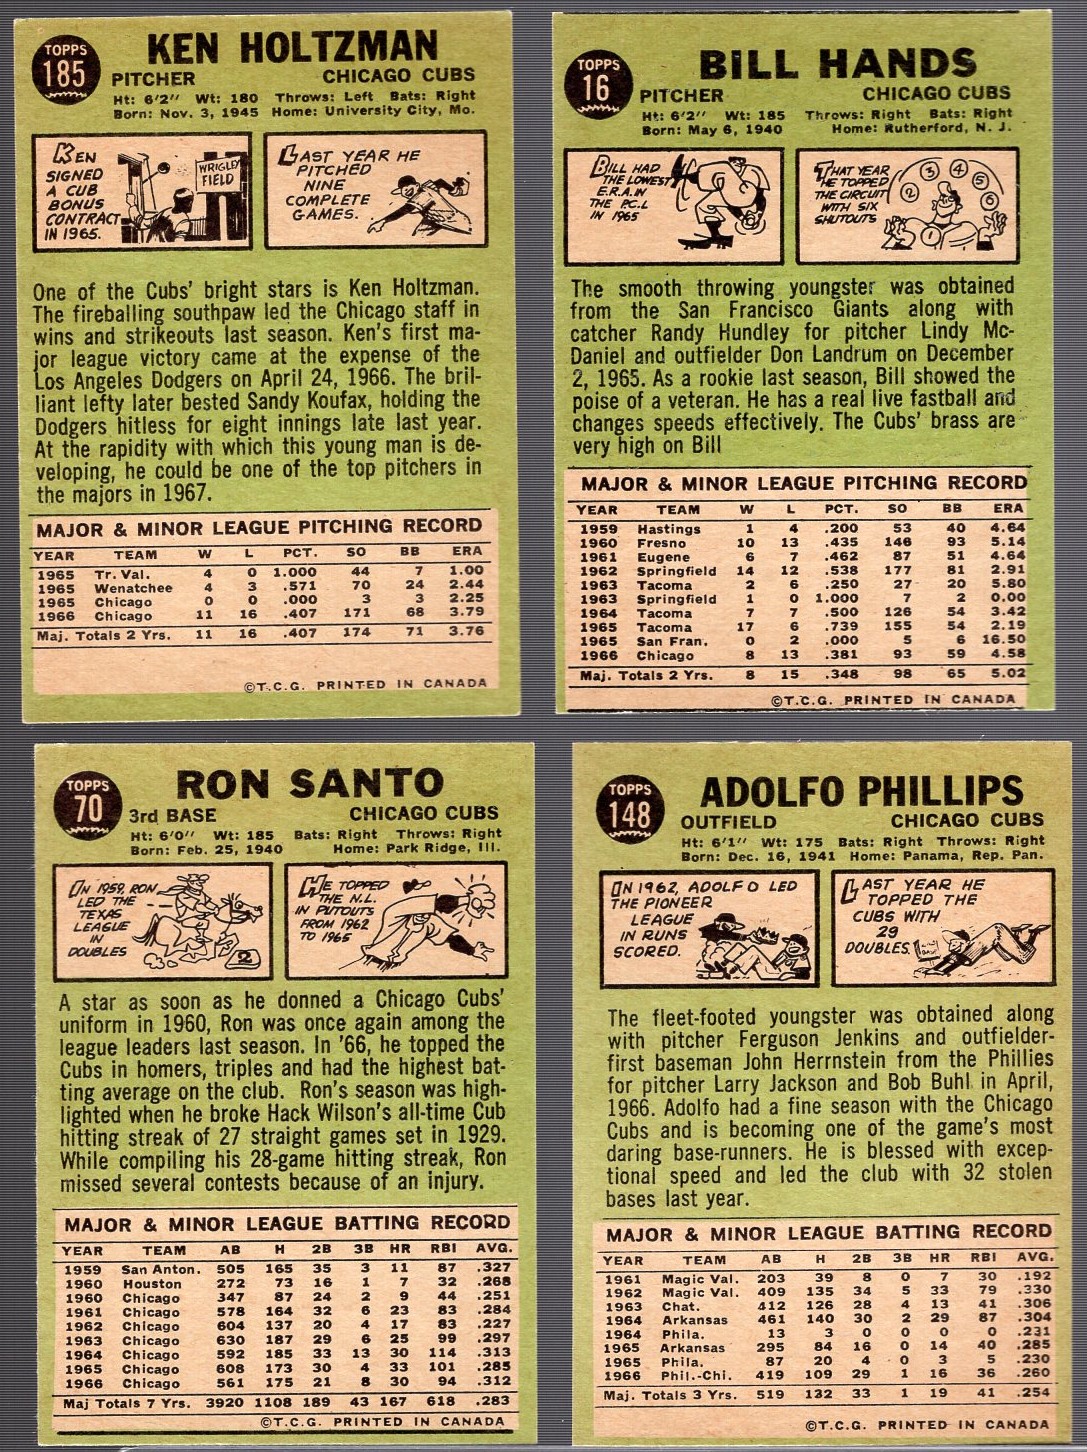 TOPPS
185
KEN HOLTZMAN
PITCHER CHICAGO CUBS
Ht: 6'2" Wt: 180 Throws: Left Bats: Right
Born: Nov. 3, 1945 Home: University City, Mo.
KEN
SIGNED
A CUB
BONUS
CONTRACT
IN 1965.
WRIGLEY
FIELD
LAST YEAR HE
PITCHED
NINE
COMPLETE
GAMES.
One of the Cubs' bright stars is Ken Holtzman.
The fireballing southpaw led the Chicago staff in
wins and strikeouts last season. Ken's first ma-
jor league victory came at the expense of the
Los Angeles Dodgers on April 24, 1966. The bril-
liant lefty later bested Sandy Koufax, holding the
Dodgers hitless for eight innings late last year.
At the rapidity with which this young man is de-
veloping, he could be one of the top pitchers in
the majors in 1967.
MAJOR & MINOR LEAGUE PITCHING RECORD
YEAR TEAM W L PCT. SO BB ERA
1965 Tr. Val. 4 0 1.000 44 7 1.00
1965 Wenatchee 4 3 .571 70 24 2.44
1965 Chicago 0 0 .000 3 3 2.25
1966 Chicago 11 16 .407 171 68 3.79
Maj. Totals 2 Yrs. 11 16 .407 174 71 3.76
©T.C.G. PRINTED IN CANADA
TOPPS
16
BILL HANDS
PITCHER CHICAGO CUBS
Ht: 6'2" Wt: 185 Throws: Right Bats: Right
Born: May 6, 1940 Home: Rutherford, N. J.
BILL HAD
THE LOWEST
E.R.A. IN
THE P.C.L
IN 1965
THAT YEAR
HE TOPPED
THE CIRCUIT
WITH SIX
SHUTOUTS
1 2 3 4 5 6
The smooth throwing youngster was obtained
from the San Francisco Giants along with
catcher Randy Hundley for pitcher Lindy Mc-
Daniel and outfielder Don Landrum on December
2, 1965. As a rookie last season, Bill showed the
poise of a veteran. He has a real live fastball and
changes speeds effectively. The Cubs' brass are
very high on Bill
MAJOR & MINOR LEAGUE PITCHING RECORD
YEAR TEAM W L PCT. SO BB ERA
1959 Hastings 1 4 .200 53 40 4.64
1960 Fresno 10 13 .435 146 93 5.14
1961 Eugene 6 7 .462 87 51 4.64
1962 Springfield 14 12 .538 177 81 2.91
1963 Tacoma 2 6 .250 27 20 5.80
1963 Springfield 1 0 1.000 7 2 0.00
1964 Tacoma 7 7 .500 126 54 3.42
1965 Tacoma 17 6 .739 155 54 2.19
1965 San Fran. 0 2 .000 5 6 16.50
1966 Chicago 8 13 .381 93 59 4.58
Maj. Totals 2 Yrs. 8 15 .348 98 65 5.02
©T.C.G. PRINTED IN CANADA
TOPPS
70
RON SANTO
3rd BASE CHICAGO CUBS
Ht: 6'0" Wt: 185 Bats: Right Throws: Right
Born: Feb. 25, 1940 Home: Park Ridge, Ill.
IN 1959, RON
LED THE
TEXAS
LEAGUE
IN
DOUBLES
2
HE TOPPED
THE N.L.
IN PUTOUTS
FROM 1962
TO 1965
A star as soon as he donned a Chicago Cubs'
uniform in 1960, Ron was once again among the
league leaders last season. In '66, he topped the
Cubs in homers, triples and had the highest bat-
ting average on the club. Ron's season was high-
lighted when he broke Hack Wilson's all-time Cub
hitting streak of 27 straight games set in 1929.
While compiling his 28-game hitting streak, Ron
missed several contests because of an injury.
MAJOR & MINOR LEAGUE BATTING RECORD
YEAR TEAM AB H 2B 3B HR RBI AVG.
1959 San Anton. 505 165 35 3 11 87 .327
1960 Houston 272 73 16 1 7 32 .268
1960 Chicago 347 87 24 2 9 44 .251
1961 Chicago 578 164 32 6 23 83 .284
1962 Chicago 604 137 20 4 17 83 .227
1963 Chicago 630 187 29 6 25 99 .297
1964 Chicago 592 185 33 13 30 114 .313
1965 Chicago 608 173 30 4 33 101 .285
1966 Chicago 561 175 21 8 30 94 .312
Maj Totals 7 Yrs. 3920 1108 189 43 167 618 .283
©T.C.G. PRINTED IN CANADA
TOPPS
148
ADOLFO PHILLIPS
OUTFIELD CHICAGO CUBS
Ht: 6'1" Wt: 175 Bats: Right Throws: Right
Born: Dec. 16, 1941 Home: Panama, Rep. Pan.
IN 1962, ADOLFO LED
THE PIONEER
LEAGUE
IN RUNS
SCORED.
LAST YEAR HE
TOPPED THE
CUBS WITH
29
DOUBLES.
The fleet-footed youngster was obtained along
with pitcher Ferguson Jenkins and outfielder-
first baseman John Herrnstein from the Phillies
for pitcher Larry Jackson and Bob Buhl in April,
1966. Adolfo had a fine season with the Chicago
Cubs and is becoming one of the game's most
daring base-runners. He is blessed with excep-
tional speed and led the club with 32 stolen
bases last year.
MAJOR & MINOR LEAGUE BATTING RECORD
YEAR TEAM AB H 2B 3B HR RBI AVG.
1961 Magic Val. 203 39 8 0 7 30 .192
1962 Magic Val. 409 135 34 5 33 79 .330
1963 Chat. 412 126 28 4 13 41 .306
1964 Arkansas 461 140 30 2 29 87 .304
1964 Phila. 13 3 0 0 0 0 .231
1965 Arkansas 295 84 16 0 14 40 .285
1965 Phila. 87 20 4 0 3 5 .230
1966 Phil.-Chi. 419 109 29 1 16 36 .260
Maj. Totals 3 Yrs. 519 132 33 1 19 41 .254
©T.C.G. PRINTED IN CANADA